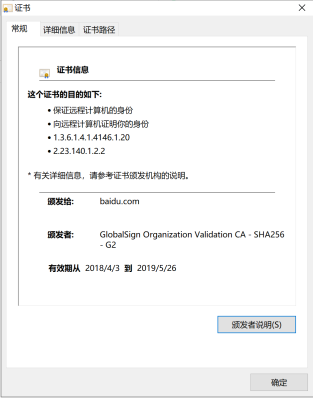 证书
常规 详细信息 证书路径
证书信息
这个证书的目的如下:
• 保证远程计算机的身份
• 向远程计算机证明你的身份
• 1.3.6.1.4.1.4146.1.20
• 2.23.140.1.2.2
* 有关详细信息，请参考证书颁发机构的说明。
颁发给: baidu.com
颁发者: GlobalSign Organization Validation CA - SHA256
- G2
有效期从 2018/4/3 到 2019/5/26
颁发者说明(S)
确定